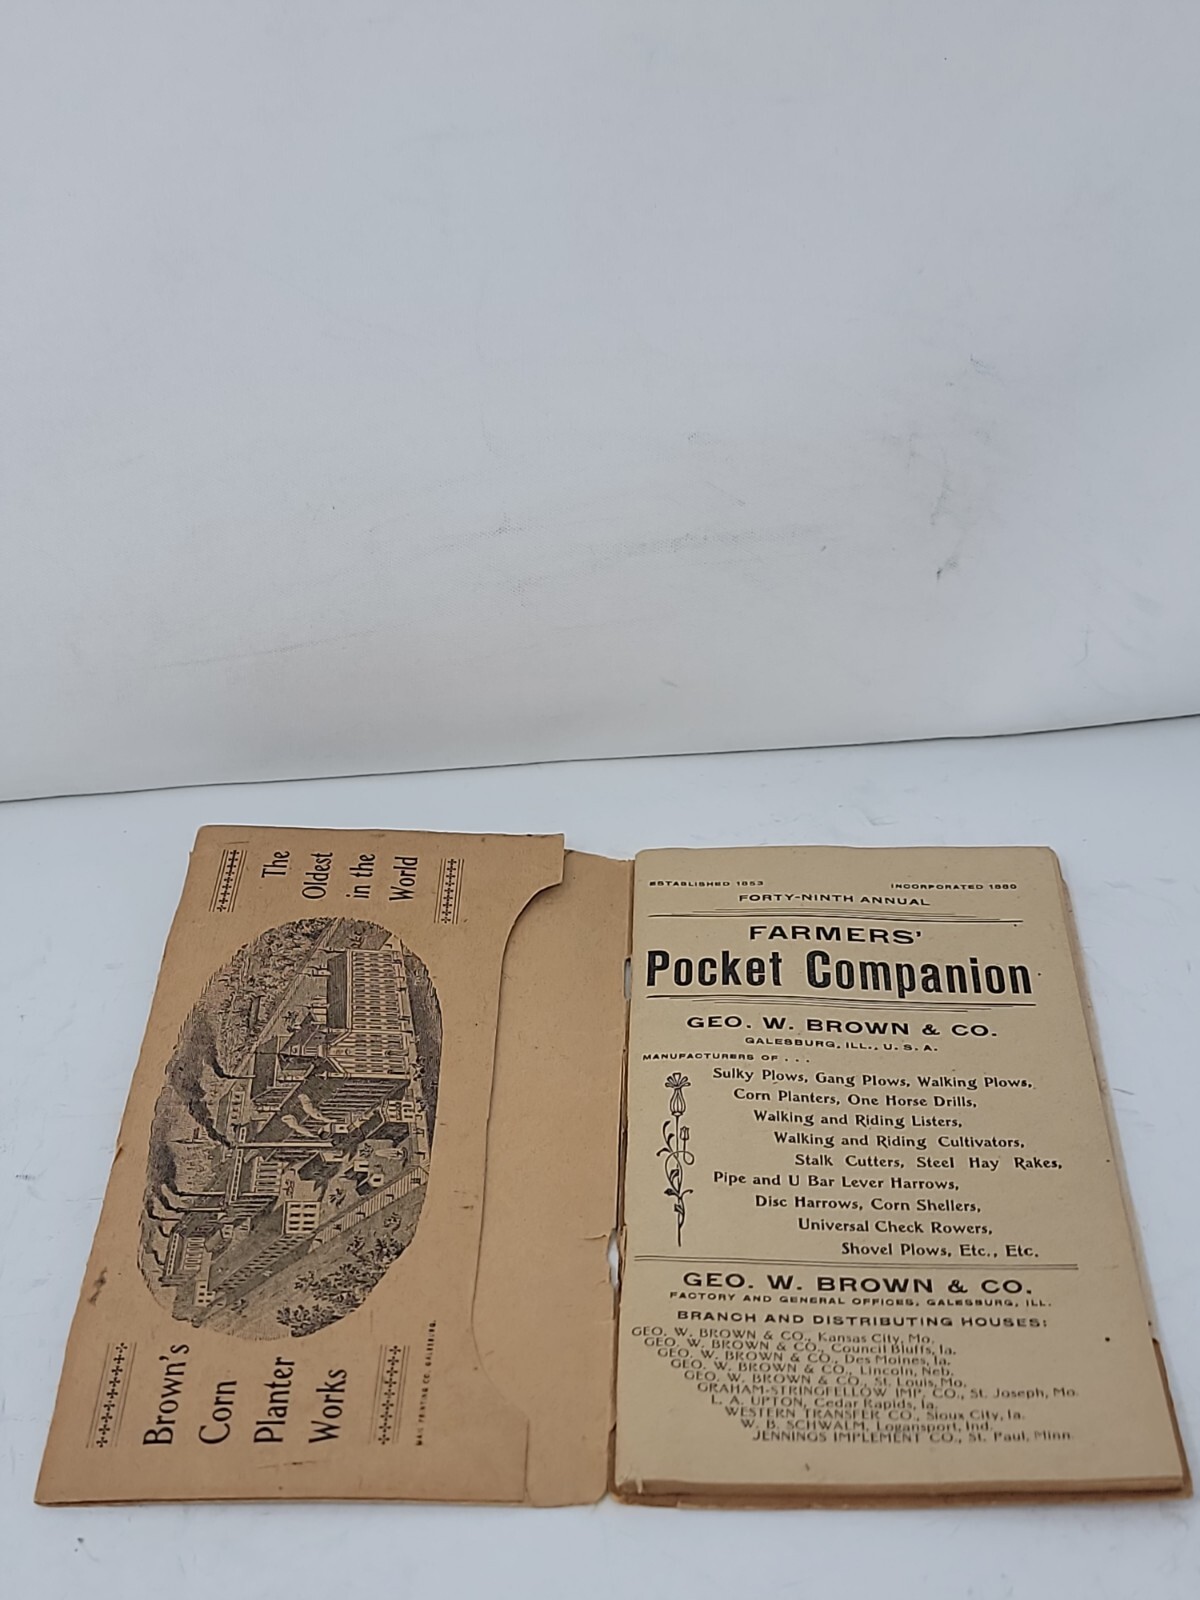 The
Oldest
in the
World
Brown's
Corn
Planter
Works
MAIL PRINTING CO. GALESBURG.
ESTABLISHED 1853 INCORPORATED 1880
FORTY-NINTH ANNUAL
FARMERS'
Pocket Companion
GEO. W. BROWN & CO.
GALESBURG, ILL., U. S. A.
MANUFACTURERS OF . . .
Sulky Plows, Gang Plows, Walking Plows,
Corn Planters, One Horse Drills,
Walking and Riding Listers,
Walking and Riding Cultivators,
Stalk Cutters, Steel Hay Rakes,
Pipe and U Bar Lever Harrows,
Disc Harrows, Corn Shellers,
Universal Check Rowers,
Shovel Plows, Etc., Etc.
GEO. W. BROWN & CO.
FACTORY AND GENERAL OFFICES, GALESBURG, ILL.
BRANCH AND DISTRIBUTING HOUSES:
GEO. W. BROWN & CO., Kansas City, Mo.
GEO. W. BROWN & CO., Council Bluffs, Ia.
GEO. W. BROWN & CO., Des Moines, Ia.
GEO. W. BROWN & CO., Lincoln, Neb.
GEO. W. BROWN & CO., St. Louis, Mo.
GRAHAM-STRINGFELLOW IMP. CO., St. Joseph, Mo.
L. A. UPTON, Cedar Rapids, Ia.
WESTERN TRANSFER CO., Sioux City, Ia.
W. B. SCHWALM, Logansport, Ind.
JENNINGS IMPLEMENT CO., St. Paul, Minn.